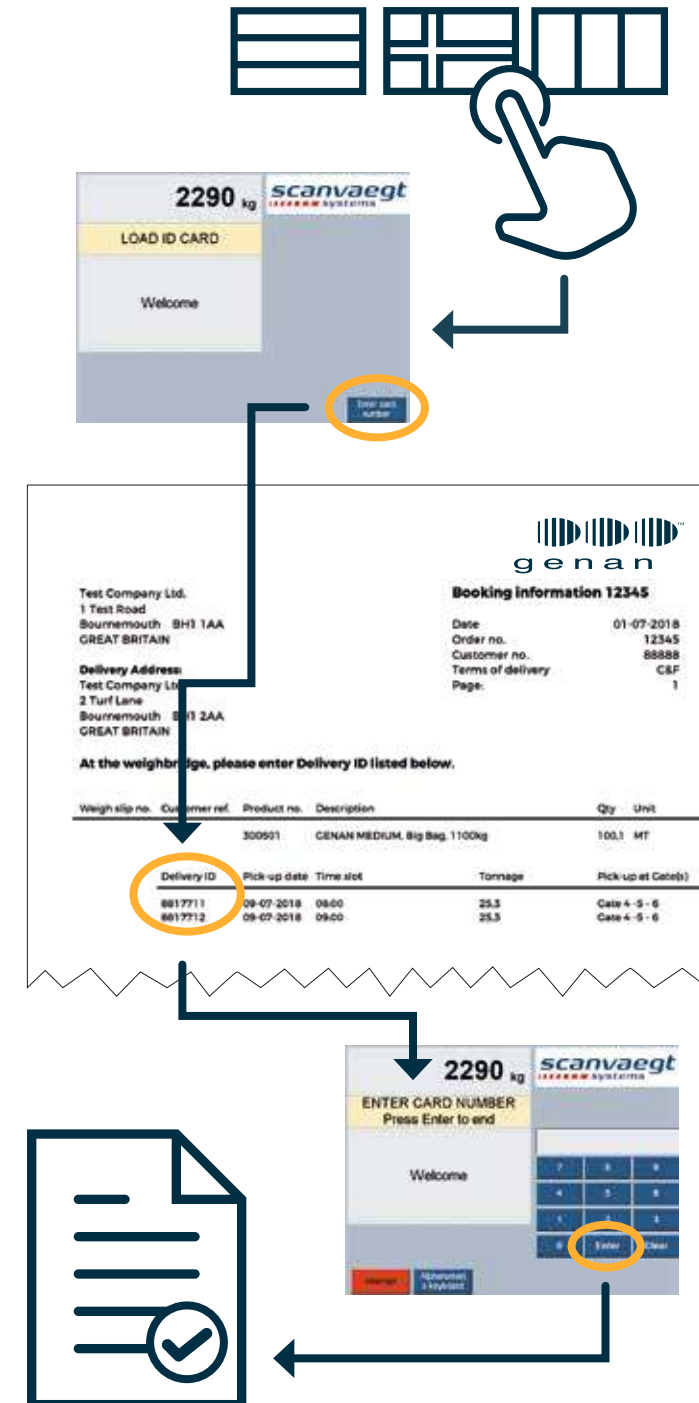 2290 kg
scanvaegt
systems
LOAD ID CARD
Welcome
Enter card
number
genan
Test Company Ltd.
1 Test Road
Bournemouth BH1 1AA
GREAT BRITAIN
Booking information 12345
Date 01-07-2018
Order no. 12345
Customer no. 88888
Terms of delivery C&F
Page: 1
Delivery Address:
Test Company Ltd.
2 Turf Lane
Bournemouth BH1 2AA
GREAT BRITAIN
At the weighbridge, please enter Delivery ID listed below.
Weigh slip no. Customer ref. Product no. Description Qty Unit
300501 GENAN MEDIUM, Big Bag, 1100kg 100,1 MT
Delivery ID Pick-up date Time slot Tonnage Pick-up at Gate(s)
8817711 09-07-2018 08:00 25,3 Gate 4 - 5 - 6
8817712 09-07-2018 09:00 25,3 Gate 4 - 5 - 6
2290 kg
scanvaegt
systems
ENTER CARD NUMBER
Press Enter to end
Welcome
7 8 9
4 5 6
1 2 3
0 Enter Clear